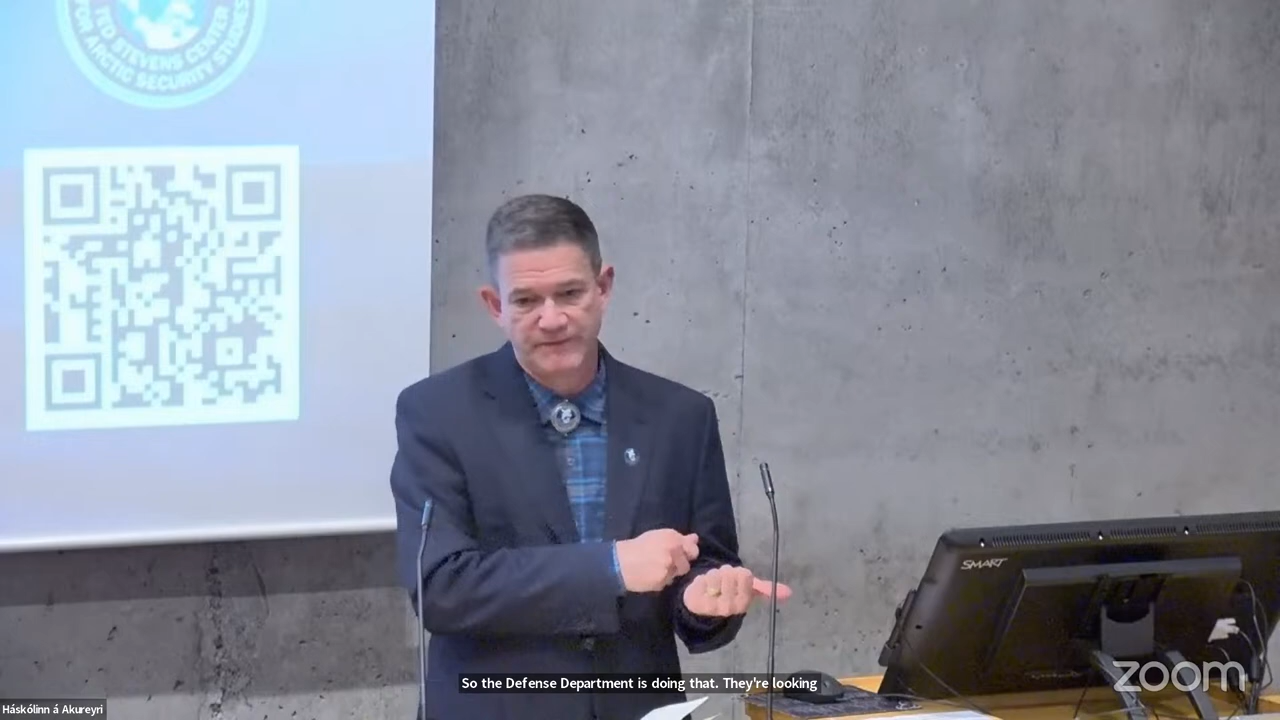 TED STEVENS CENTER
FOR ARCTIC SECURITY STUDIES
SMART
So the Defense Department is doing that. They're looking
zoom
Háskólinn á Akureyri